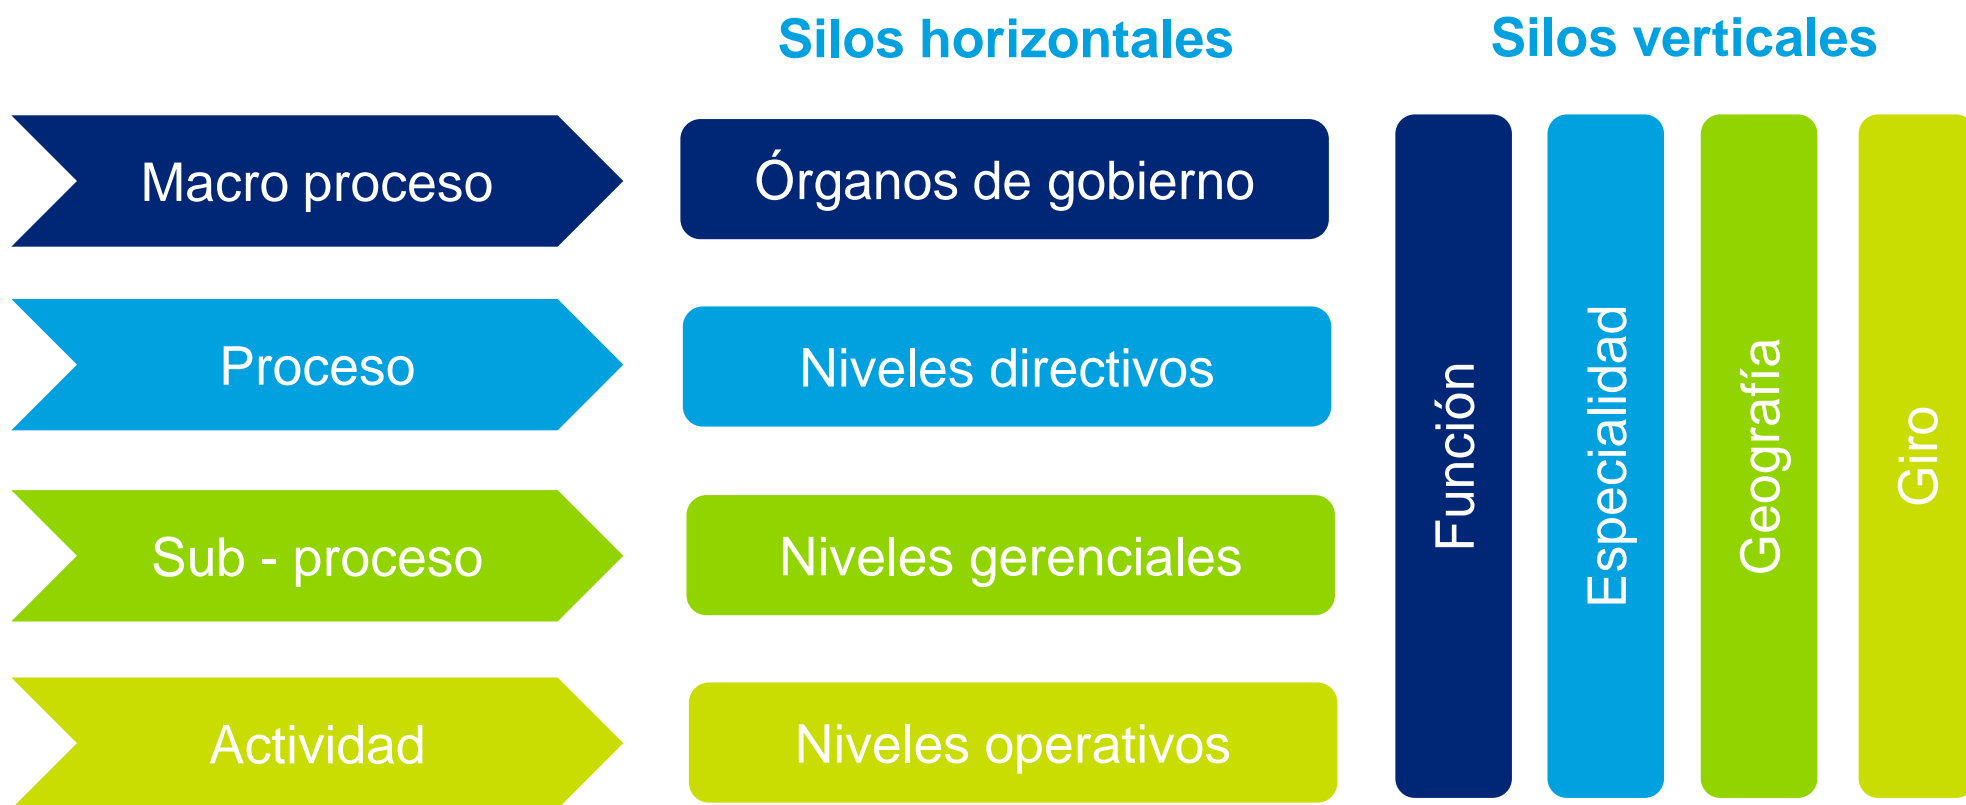 Silos horizontales
Silos verticales
Macro proceso
Órganos de gobierno
Proceso
Niveles directivos
Sub - proceso
Niveles gerenciales
Actividad
Niveles operativos
Función
Especialidad
Geografía
Giro